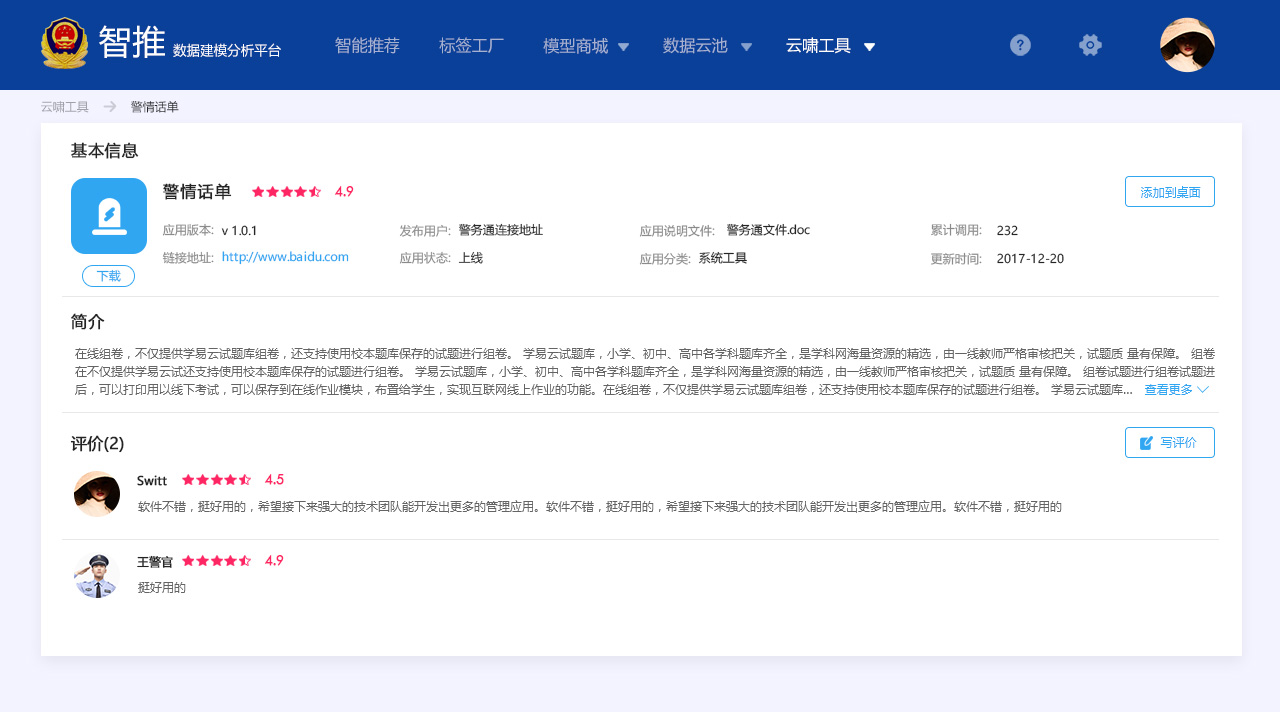 智推 数据建模分析平台 智能推荐 标签工厂 模型商城 数据云池 云啸工具 ?
云啸工具 警情话单
基本信息
警情话单 4.9 添加到桌面
应用版本: v 1.0.1 发布用户: 警务通连接地址 应用说明文件: 警务通文件.doc 累计调用: 232
链接地址: http://www.baidu.com 应用状态: 上线 应用分类: 系统工具 更新时间: 2017-12-20
下载
简介
在线组卷，不仅提供学易云试题库组卷，还支持使用校本题库保存的试题进行组卷。 学易云试题库，小学、初中、高中各学科题库齐全，是学科网海量资源的精选，由一线教师严格审核把关，试题质 量有保障。 组卷
在不仅提供学易云试还支持使用校本题库保存的试题进行组卷。 学易云试题库，小学、初中、高中各学科题库齐全，是学科网海量资源的精选，由一线教师严格审核把关，试题质 量有保障。 组卷试题进行组卷试题进
后，可以打印用以线下考试，可以保存到在线作业模块，布置给学生，实现互联网线上作业的功能。在线组卷，不仅提供学易云试题库组卷，还支持使用校本题库保存的试题进行组卷。 学易云试题库... 查看更多
评价(2) 写评价
Switt 4.5
软件不错，挺好用的，希望接下来强大的技术团队能开发出更多的管理应用。软件不错，挺好用的，希望接下来强大的技术团队能开发出更多的管理应用。软件不错，挺好用的
王警官 4.9
挺好用的